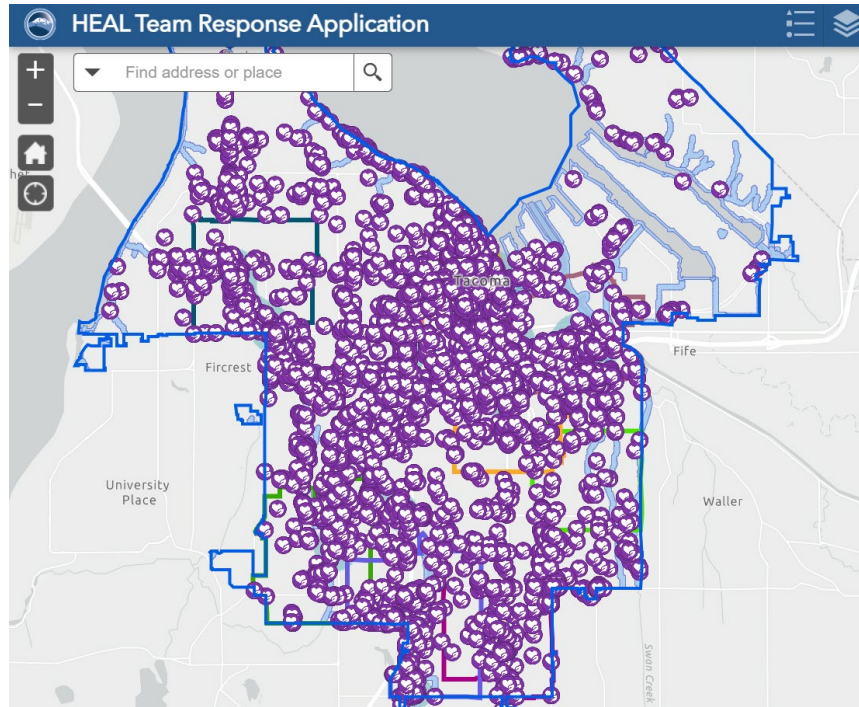 HEAL Team Response Application
Find address or place
Tacoma
Fife
Fircrest
University
Place
Waller
Swan Creek